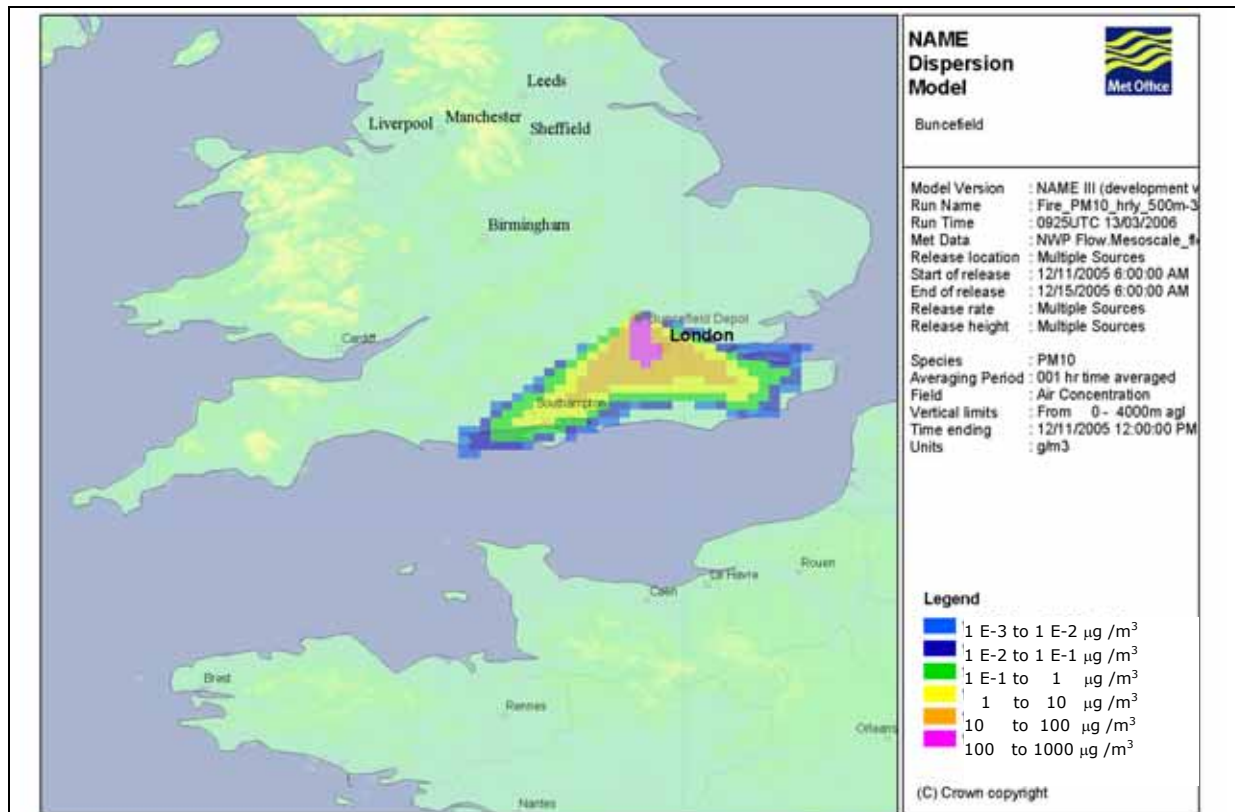 Leeds
Liverpool Manchester Sheffield
Birmingham
Cardiff
Buncefield Depot
London
Southampton
Caen
Le Havre
Rouen
Brest
Rennes
Orleans
Nantes
NAME
Dispersion
Model
Met Office
Buncefield
Model Version : NAME III (development v
Run Name : Fire_PM10_hrly_500m-3
Run Time : 0925UTC 13/03/2006
Met Data : NWP Flow.Mesoscale_fl
Release location : Multiple Sources
Start of release : 12/11/2005 6:00:00 AM
End of release : 12/15/2005 6:00:00 AM
Release rate : Multiple Sources
Release height : Multiple Sources
Species : PM10
Averaging Period : 001 hr time averaged
Field : Air Concentration
Vertical limits : From 0 - 4000m agl
Time ending : 12/11/2005 12:00:00 PM
Units : g/m3
Legend
1 E-3 to 1 E-2 μg /m³
1 E-2 to 1 E-1 μg /m³
1 E-1 to 1 μg /m³
1 to 10 μg /m³
10 to 100 μg /m³
100 to 1000 μg /m³
(C) Crown copyright